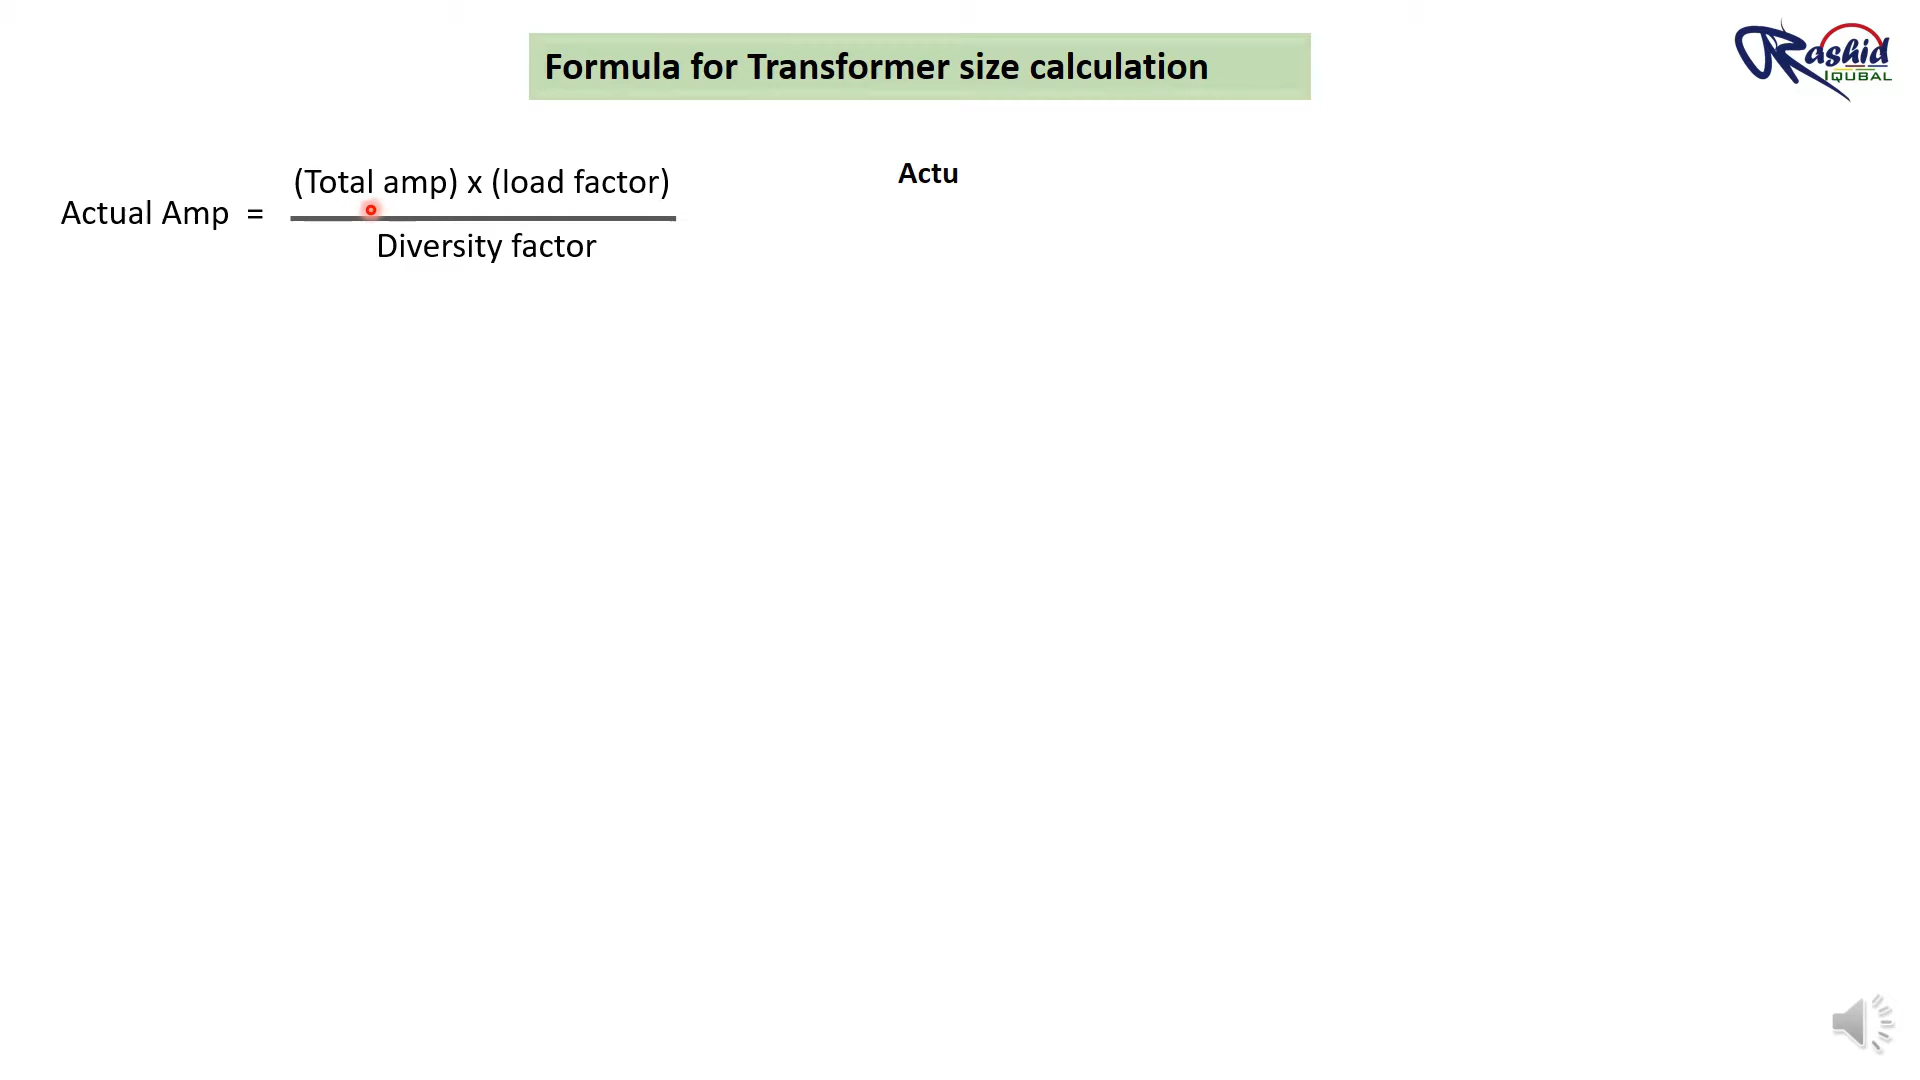 Formula for Transformer size calculation
Rashid
IQUBAL
(Total amp) x (load factor)
Actual Amp =
Diversity factor
Actu